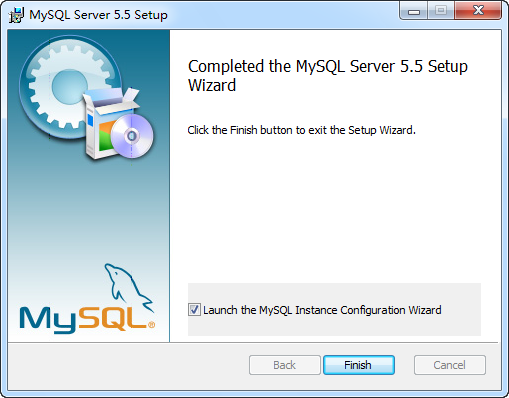 MySQL Server 5.5 Setup
Completed the MySQL Server 5.5 Setup
Wizard
Click the Finish button to exit the Setup Wizard.
MySQL®
Launch the MySQL Instance Configuration Wizard
Back
Finish
Cancel